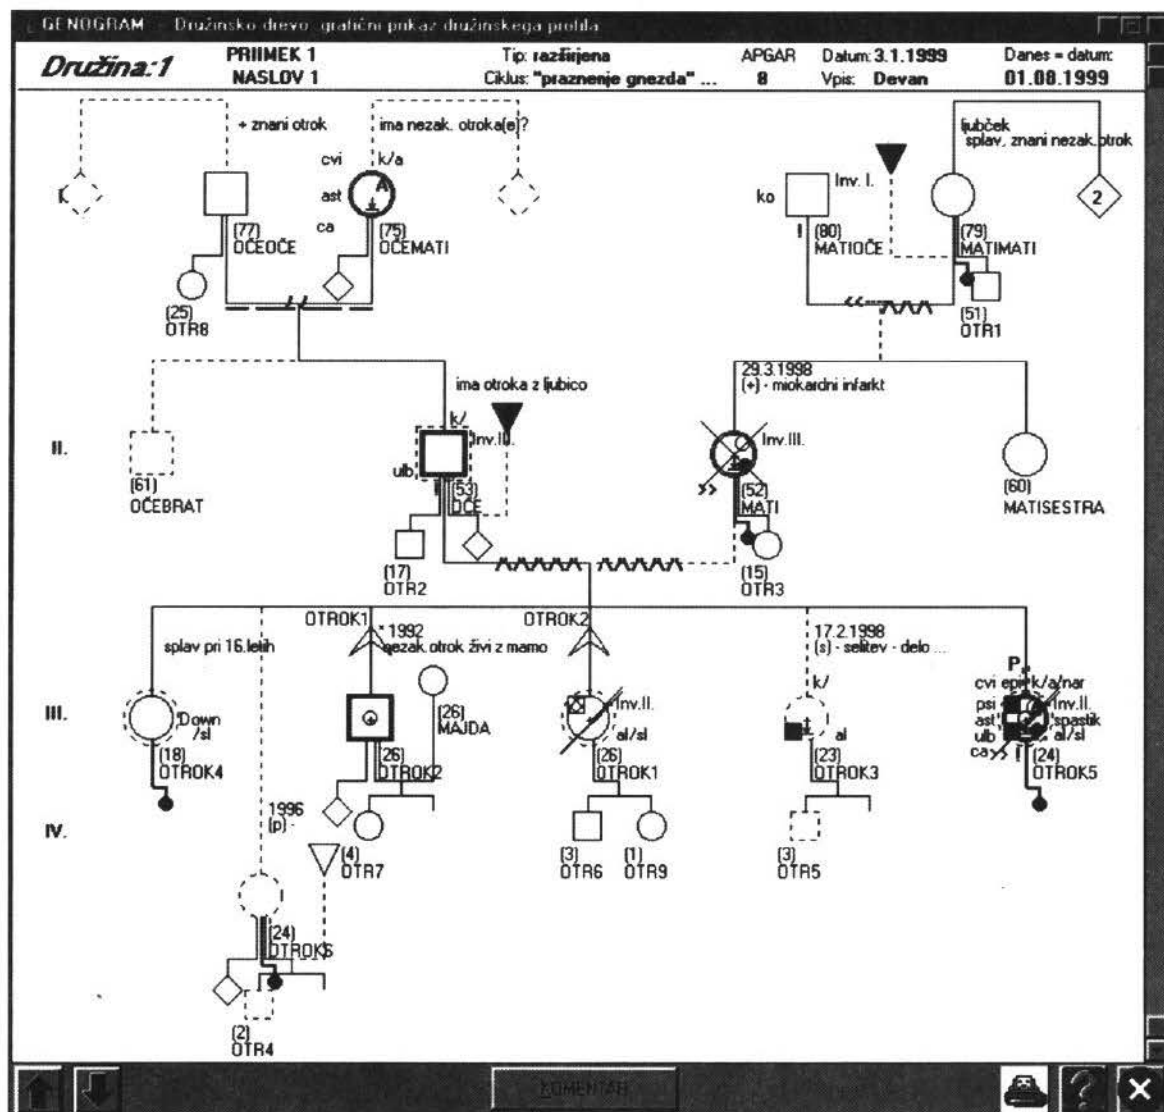 GENOGRAM - Družinsko drevo, grafični prikaz družinskega profila
Družina:1
PRIIMEK 1
NASLOV 1
Tip: razširjena
Ciklus: "praznenje gnezda" ...
APGAR
8
Datum: 3.1.1999
Vpis: Devan
Danes = datum:
01.08.1999
+ znani otrok
ima nezak. otroka(e)?
ljubček
splav, znani nezak. otrok
cvi
k/a
ast
A
ca
ko
Inv. I.
2
!
(77)
OČEOČE
(75)
OČEMATI
(80)
MATIOČE
(79)
MATIMATI
(25)
OTR8
(51)
OTR1
II.
ima otroka z ljubico
29.3.1998
(+) - miokardni infarkt
k/
Inv.III.
ulb
Inv.III.
(61)
OČEBRAT
(53)
OČE
(52)
MATI
(60)
MATISESTRA
(17)
OTR2
(15)
OTR3
III.
splav pri 16.letih
OTROK1
* 1992
nezak. otrok živi z mamo
OTROK2
17.2.1998
(s) - selitev - delo ...
Down
/sl
(18)
OTROK4
(26)
OTROK2
(26)
MAJDA
Inv.II.
al/sl
(26)
OTROK1
k/
al
(23)
OTROK3
P
cvi epi k/a/nar
psi
Inv.II.
ast
spastik
ulb
al/sl
ca
!
(24)
OTROK5
IV.
1996
(p) -
(4)
OTR7
(3)
OTR6
(1)
OTR9
(3)
OTR5
(24)
OTROK6
(2)
OTR4
KOMENTAR
?